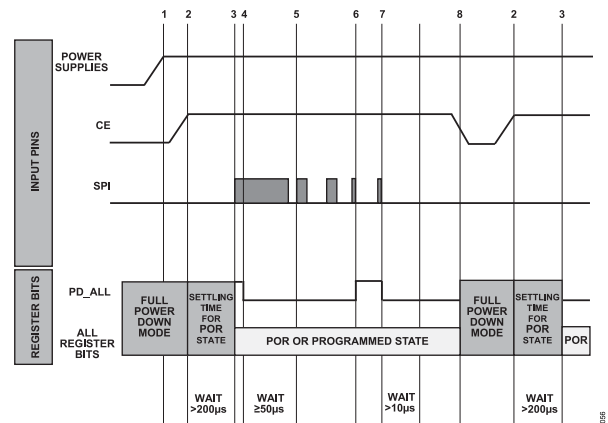 1 2 3 4 5 6 7 8 2 3
POWER
SUPPLIES
CE
INPUT PINS
SPI
REGISTER BITS
PD_ALL
ALL
REGISTER
BITS
FULL
POWER
DOWN
MODE
SETTLING
TIME
FOR
POR
STATE
POR OR PROGRAMMED STATE
FULL
POWER
DOWN
MODE
SETTLING
TIME
FOR
POR
STATE
POR
WAIT
>200µs
WAIT
≥50µs
WAIT
>10µs
WAIT
>200µs
056